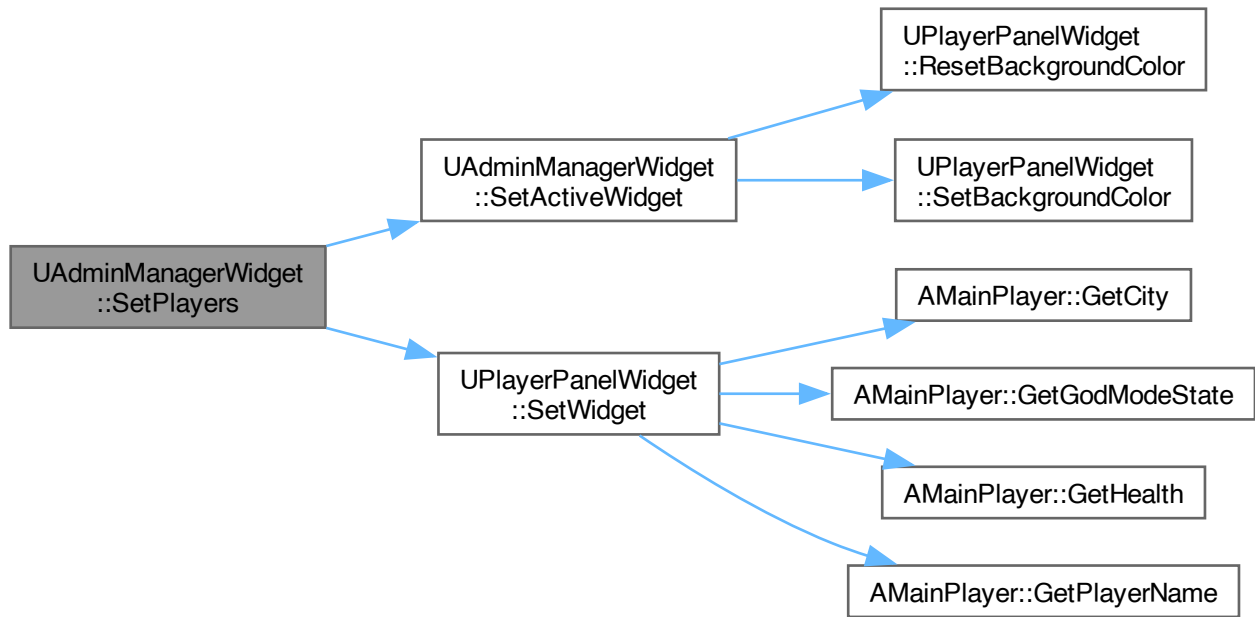 UPlayerPanelWidget
::ResetBackgroundColor
UAdminManagerWidget
::SetActiveWidget
UPlayerPanelWidget
::SetBackgroundColor
UAdminManagerWidget
::SetPlayers
AMainPlayer::GetCity
UPlayerPanelWidget
::SetWidget
AMainPlayer::GetGodModeState
AMainPlayer::GetHealth
AMainPlayer::GetPlayerName